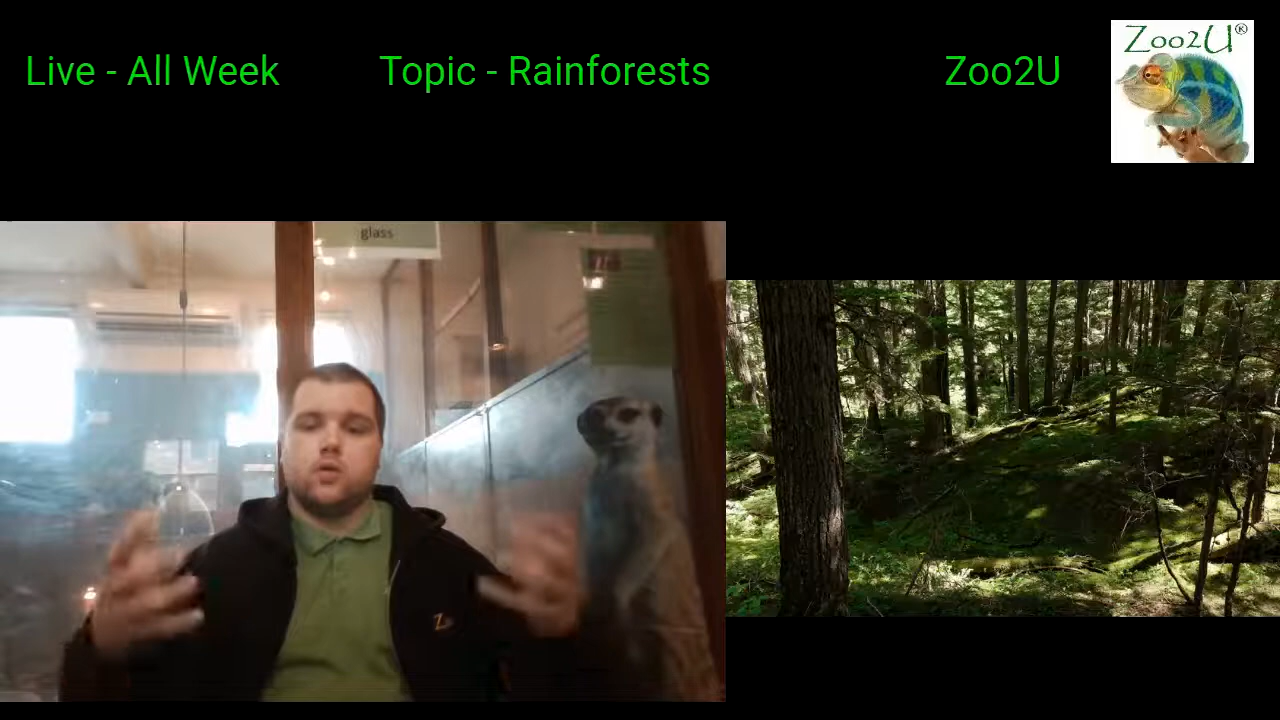 Live - All Week
Topic - Rainforests
Zoo2U
Zoo2U®
glass
Z